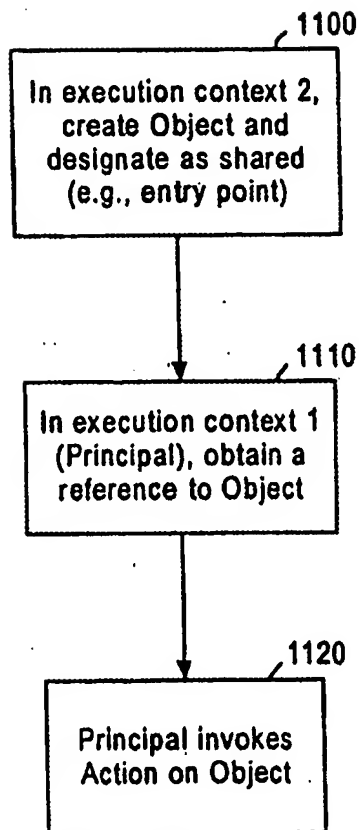 1100
In execution context 2,
create Object and
designate as shared
(e.g., entry point)
1110
In execution context 1
(Principal), obtain a
reference to Object
1120
Principal invokes
Action on Object